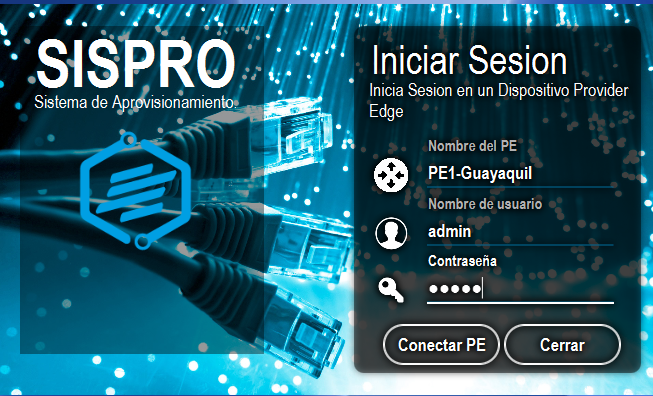 SISPRO
Sistema de Aprovisionamiento.
Iniciar Sesion
Inicia Sesion en un Dispositivo Provider
Edge
Nombre del PE
PE1-Guayaquil
Nombre de usuario
admin
Contraseña
●●●●●
Conectar PE
Cerrar